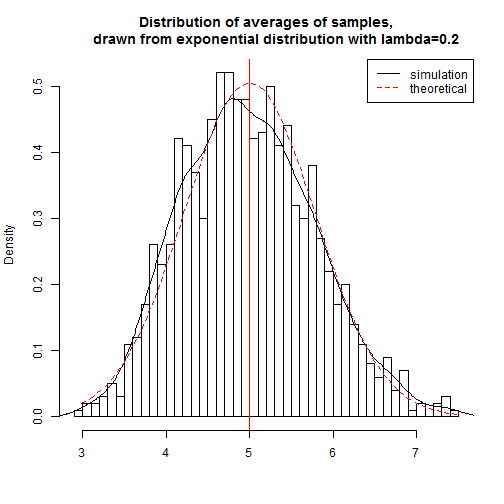 Distribution of averages of samples,
drawn from exponential distribution with lambda=0.2
simulation
theoretical
Density
0.5
0.4
0.3
0.2
0.1
0.0
3 4 5 6 7